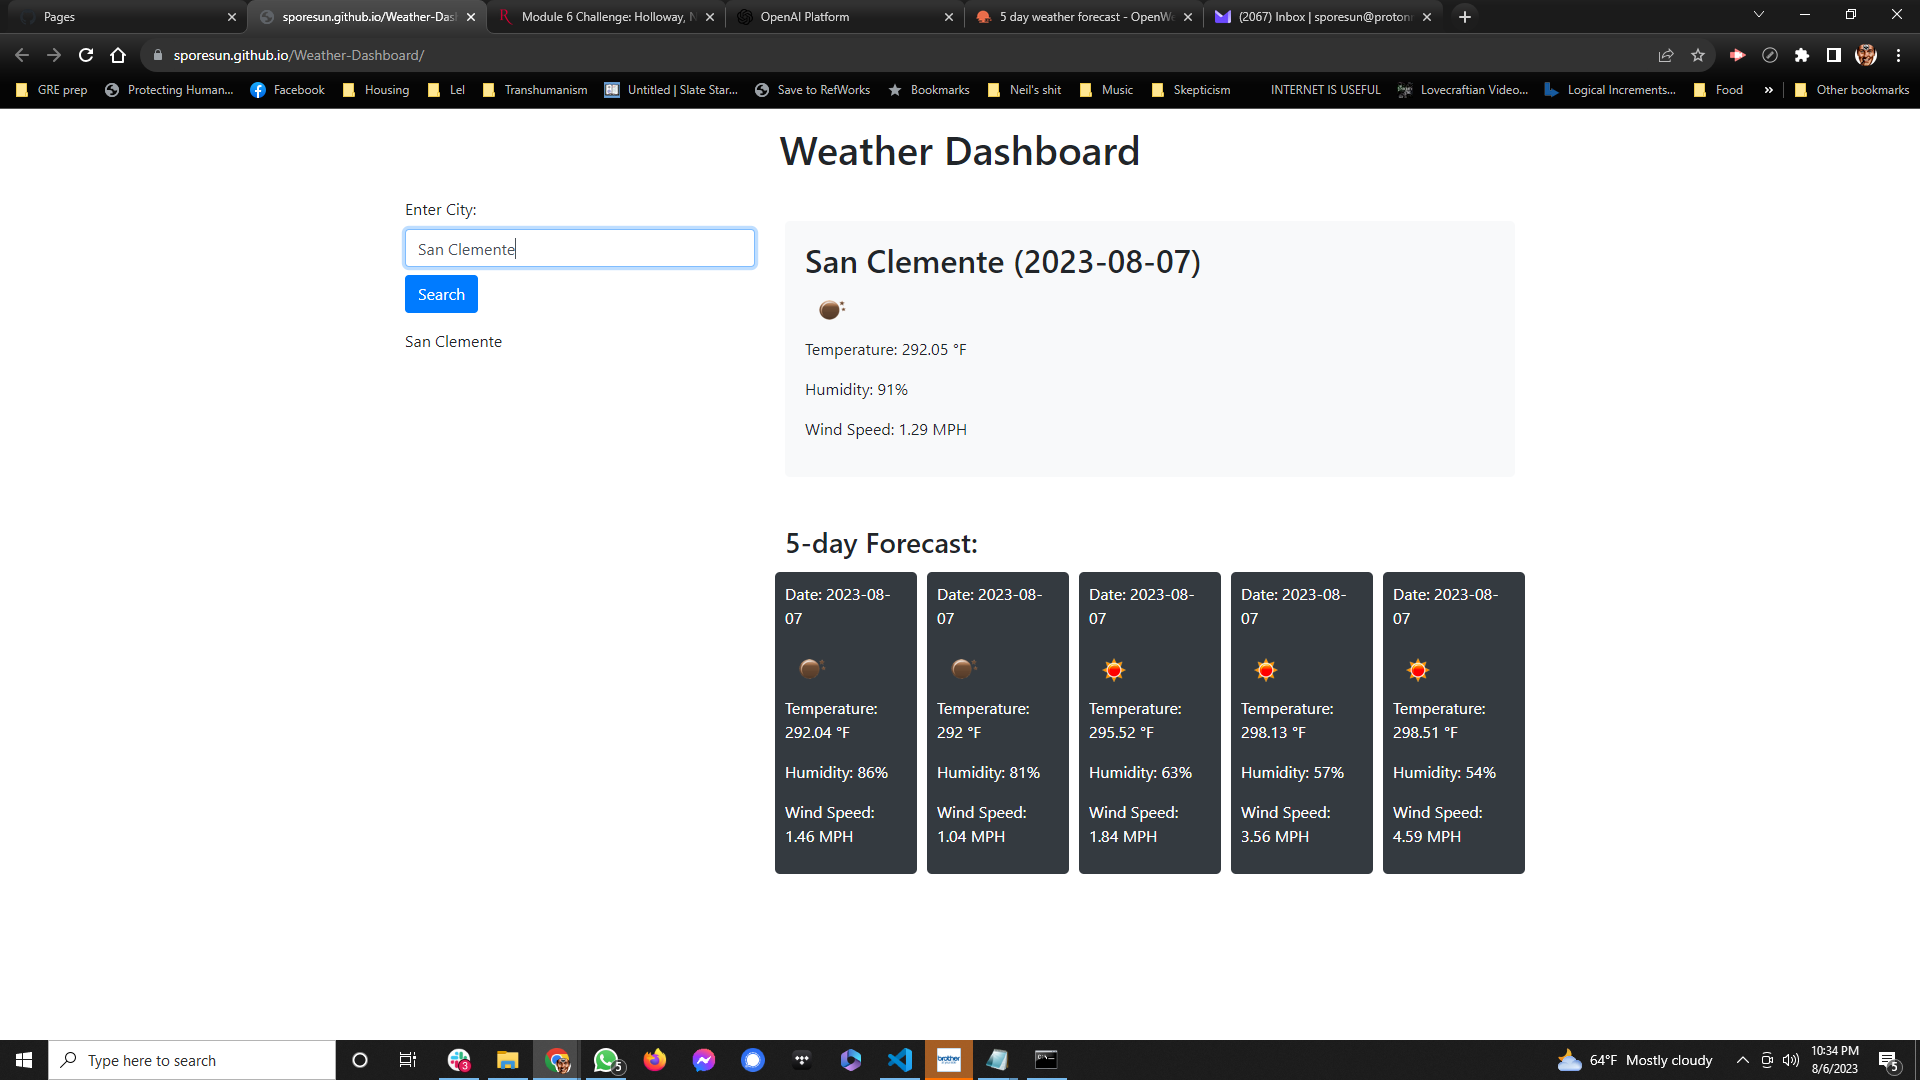 Pages
sporesun.github.io/Weather-Dash
Module 6 Challenge: Holloway, N
OpenAI Platform
5 day weather forecast - OpenWe
(2067) Inbox | sporesun@protonm
sporesun.github.io/Weather-Dashboard/
GRE prep
Protecting Human...
Facebook
Housing
Lel
Transhumanism
Untitled | Slate Star...
Save to RefWorks
Bookmarks
Neil's shit
Music
Skepticism
INTERNET IS USEFUL
Lovecraftian Video...
Logical Increments...
Food
»
Other bookmarks
Weather Dashboard
Enter City:
San Clemente
Search
San Clemente
San Clemente (2023-08-07)
Temperature: 292.05 °F
Humidity: 91%
Wind Speed: 1.29 MPH
5-day Forecast:
Date: 2023-08-
07
Temperature:
292.04 °F
Humidity: 86%
Wind Speed:
1.46 MPH
Date: 2023-08-
07
Temperature:
292 °F
Humidity: 81%
Wind Speed:
1.04 MPH
Date: 2023-08-
07
Temperature:
295.52 °F
Humidity: 63%
Wind Speed:
1.84 MPH
Date: 2023-08-
07
Temperature:
298.13 °F
Humidity: 57%
Wind Speed:
3.56 MPH
Date: 2023-08-
07
Temperature:
298.51 °F
Humidity: 54%
Wind Speed:
4.59 MPH
Type here to search
3
5
brother
64°F Mostly cloudy
10:34 PM
8/6/2023
5